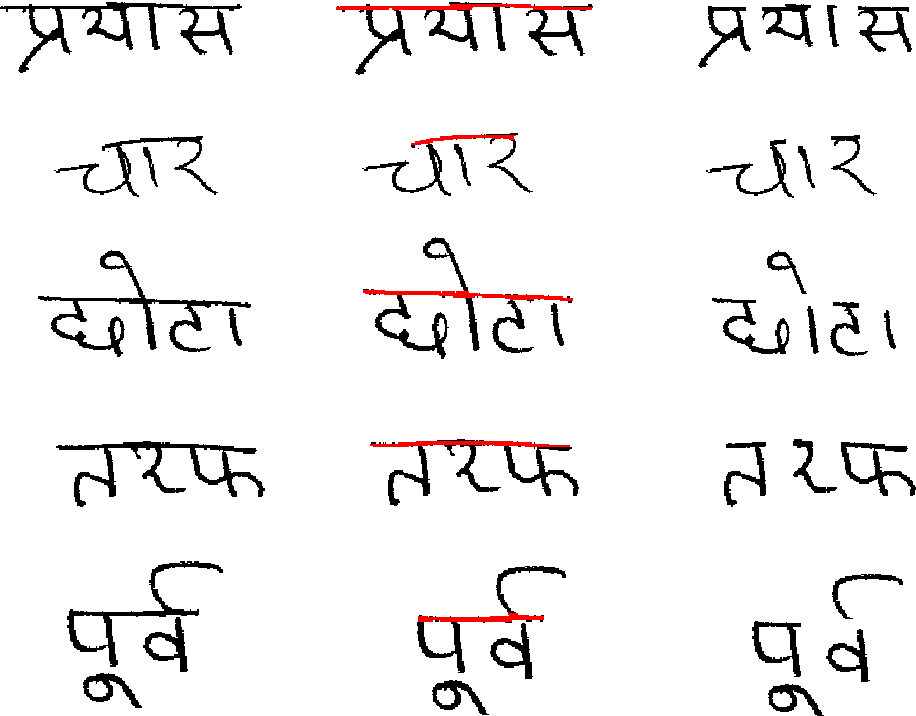 प्रयास प्रयास प्रयास
चार चार चार
छोटा छोटा छोटा
तरफ तरफ तरफ
पूर्व पूर्व पूर्व